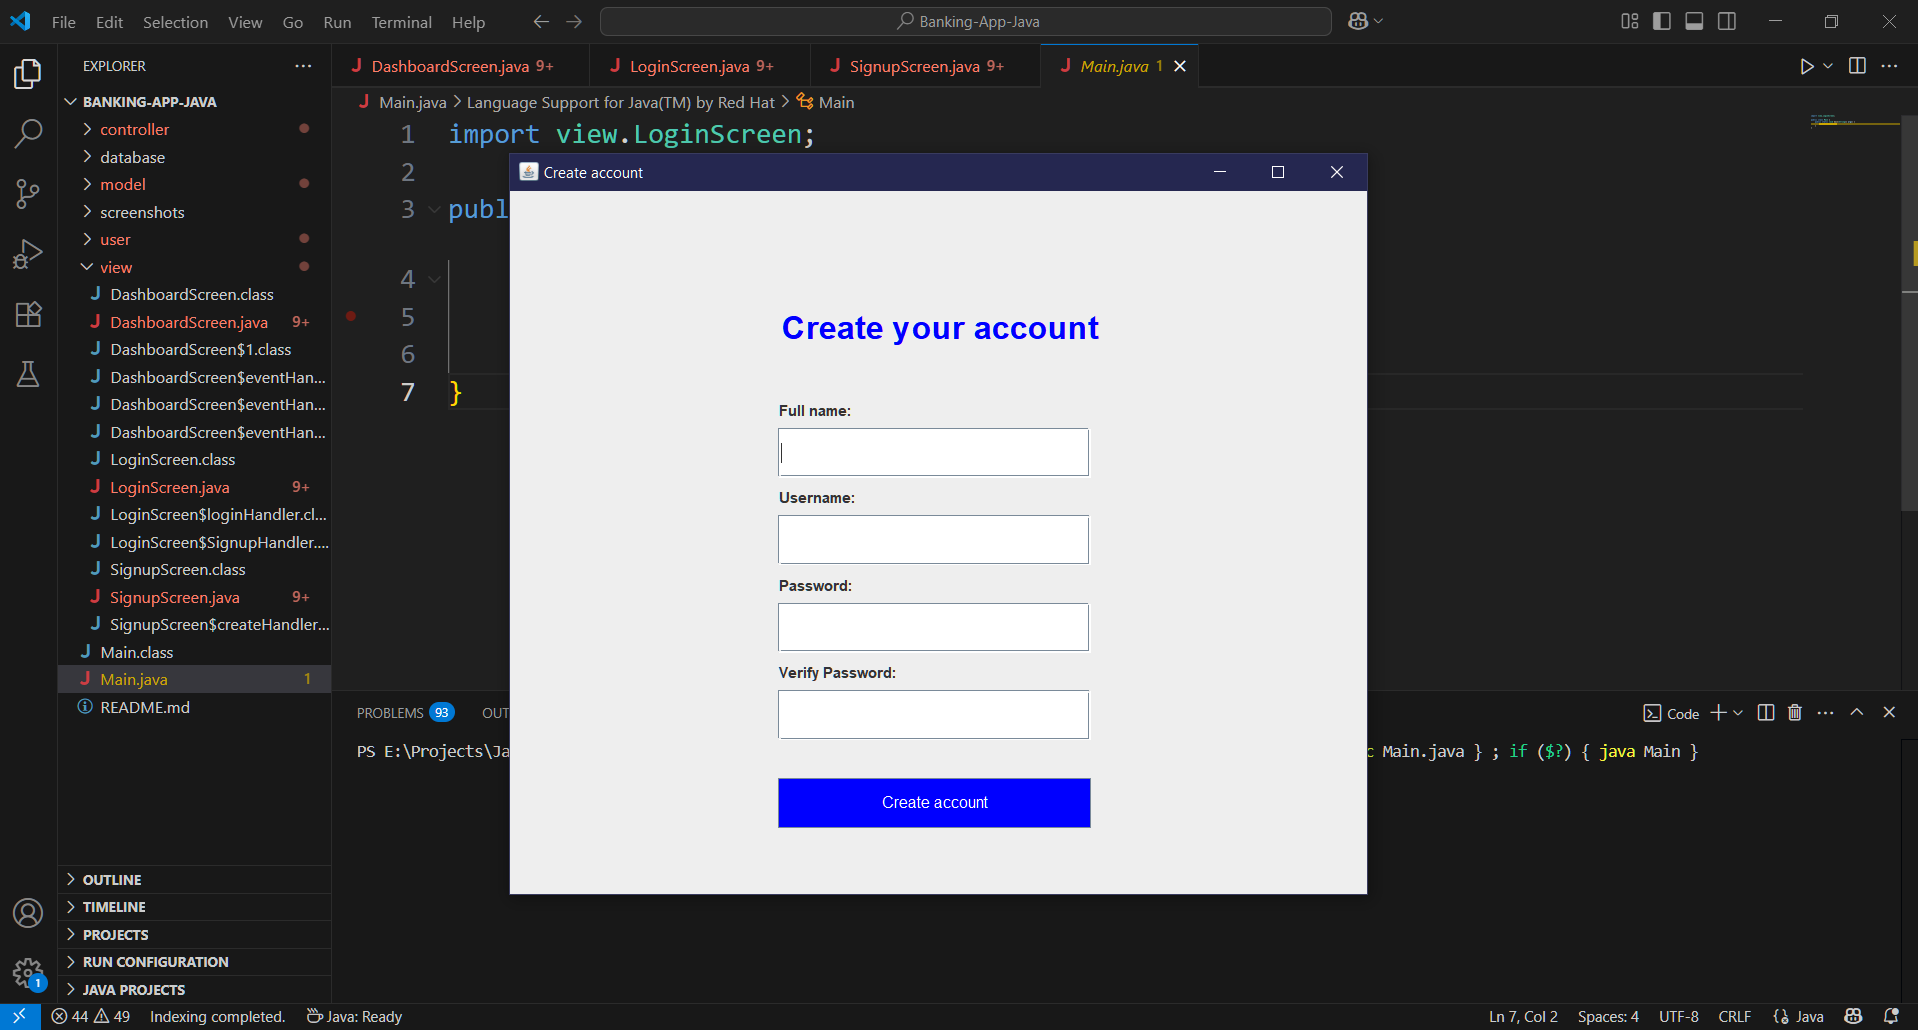 File Edit Selection View Go Run Terminal Help
Banking-App-Java
EXPLORER
BANKING-APP-JAVA
controller
database
model
screenshots
user
view
DashboardScreen.class
DashboardScreen.java 9+
DashboardScreen$1.class
DashboardScreen$eventHan...
DashboardScreen$eventHan...
DashboardScreen$eventHan...
LoginScreen.class
LoginScreen.java 9+
LoginScreen$loginHandler.cl...
LoginScreen$SignupHandler....
SignupScreen.class
SignupScreen.java 9+
SignupScreen$createHandler...
Main.class
Main.java 1
README.md
OUTLINE
TIMELINE
PROJECTS
RUN CONFIGURATION
JAVA PROJECTS
DashboardScreen.java 9+ LoginScreen.java 9+ SignupScreen.java 9+ Main.java 1
Main.java > Language Support for Java(TM) by Red Hat > Main
1 import view.LoginScreen;
2
3 publ
4
5
6
7 }
Create account
Create your account
Full name:
Username:
Password:
Verify Password:
Create account
PROBLEMS 93 OUT
Code
PS E:\Projects\Ja
c Main.java } ; if ($?) { java Main }
1
44 49 Indexing completed. Java: Ready
Ln 7, Col 2 Spaces: 4 UTF-8 CRLF {} Java